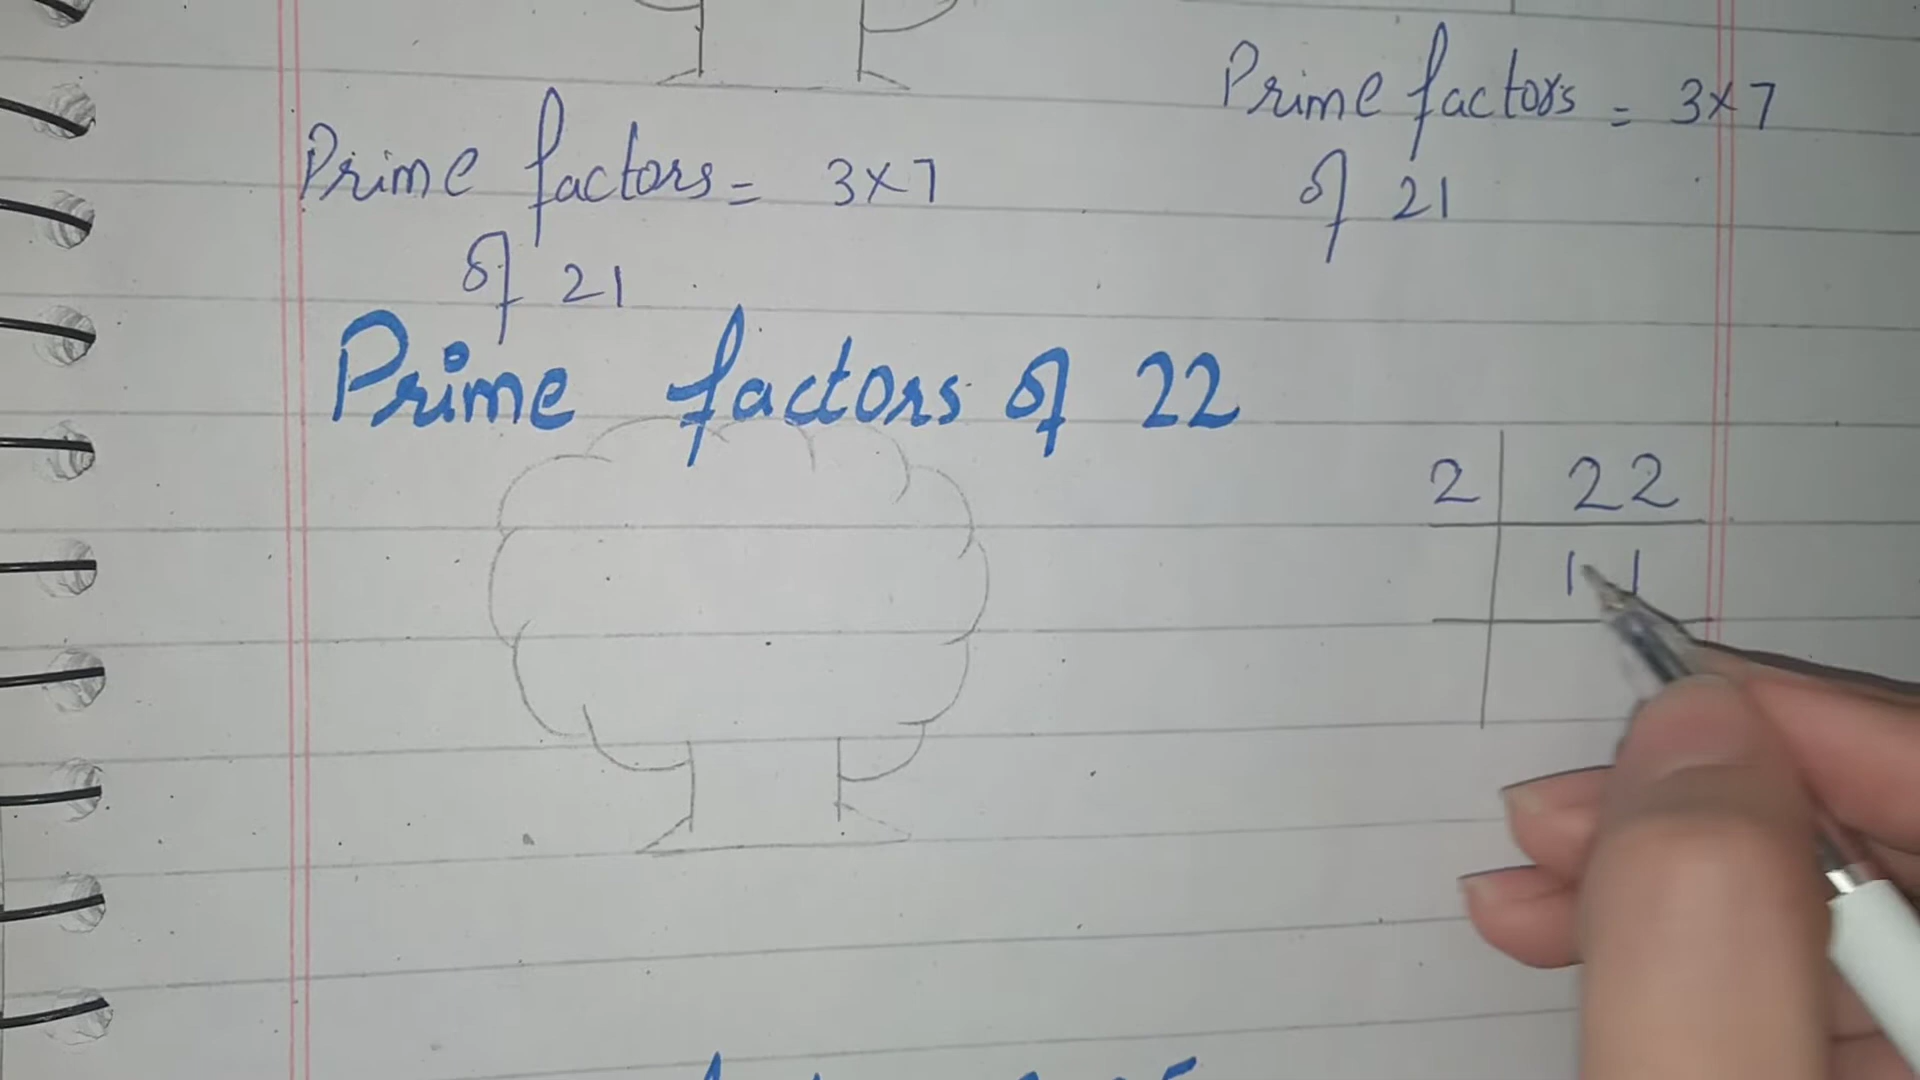 Prime factors = 3×7
of 21
Prime factors = 3×7
of 21
Prime factors of 22
2 22
11